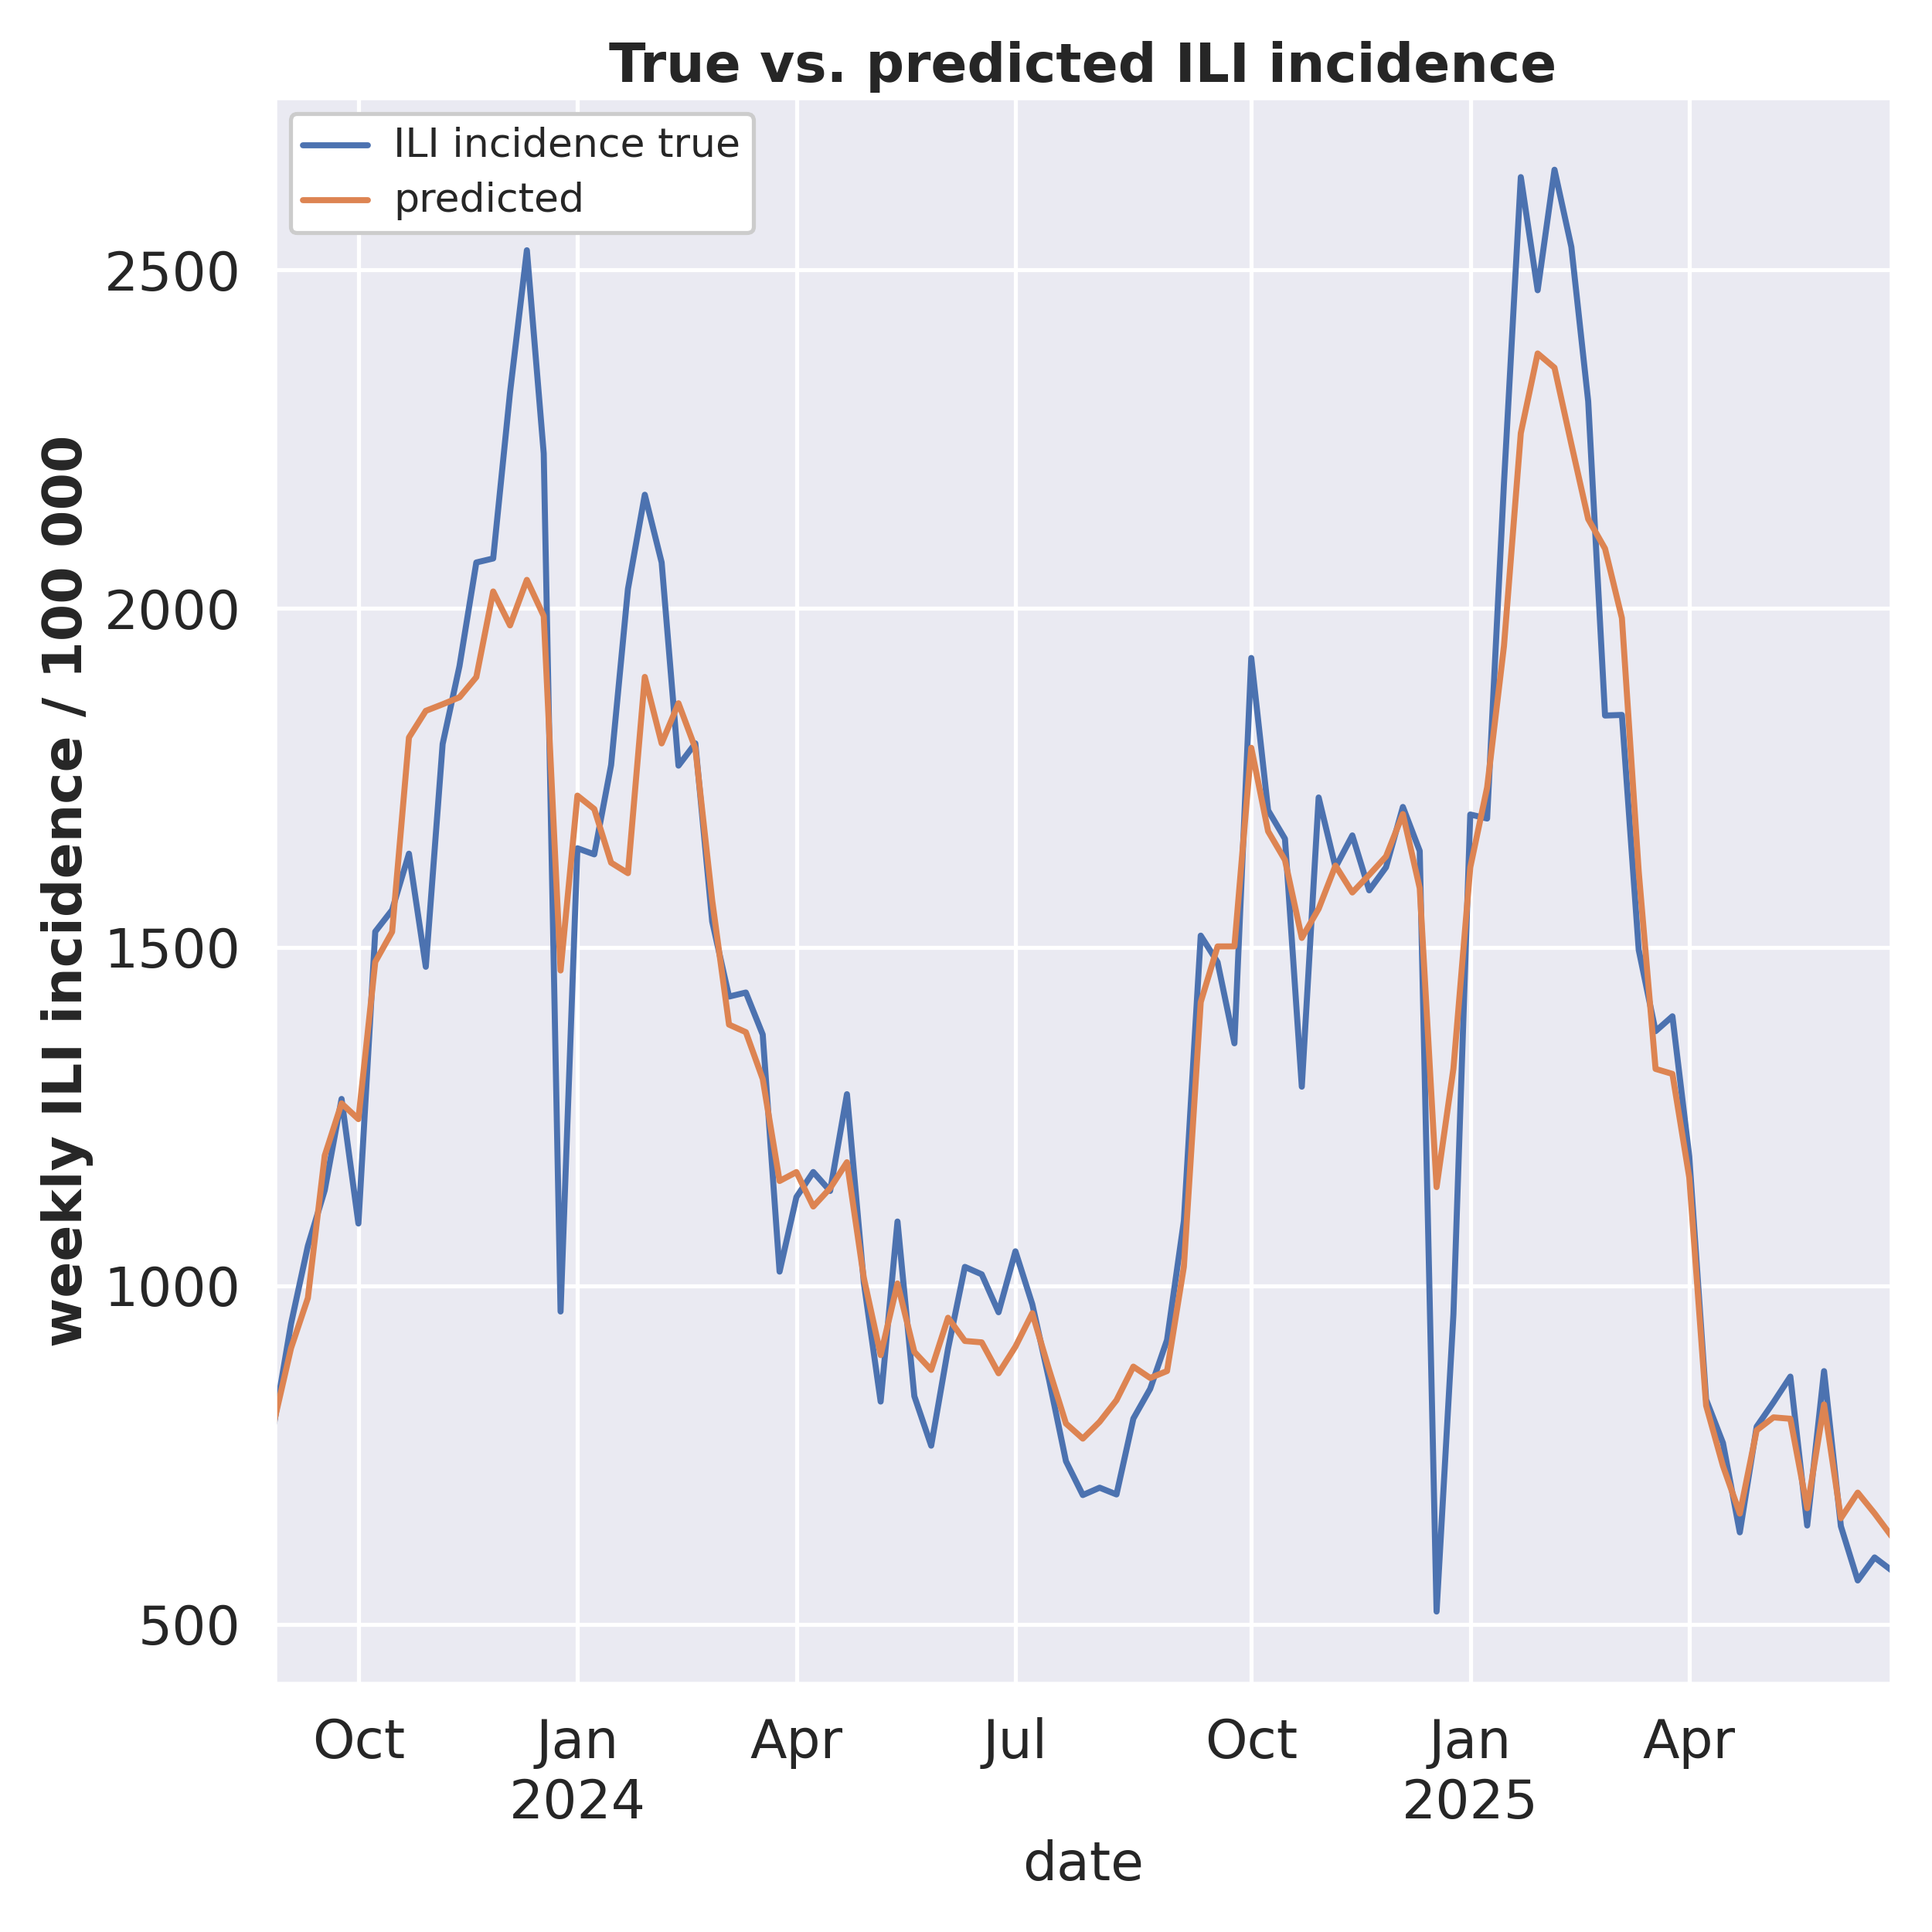 True vs. predicted ILI incidence
ILI incidence true
predicted
weekly ILI incidence / 100 000
2500
2000
1500
1000
500
Oct Jan Apr Jul Oct Jan Apr
2024 2025
date